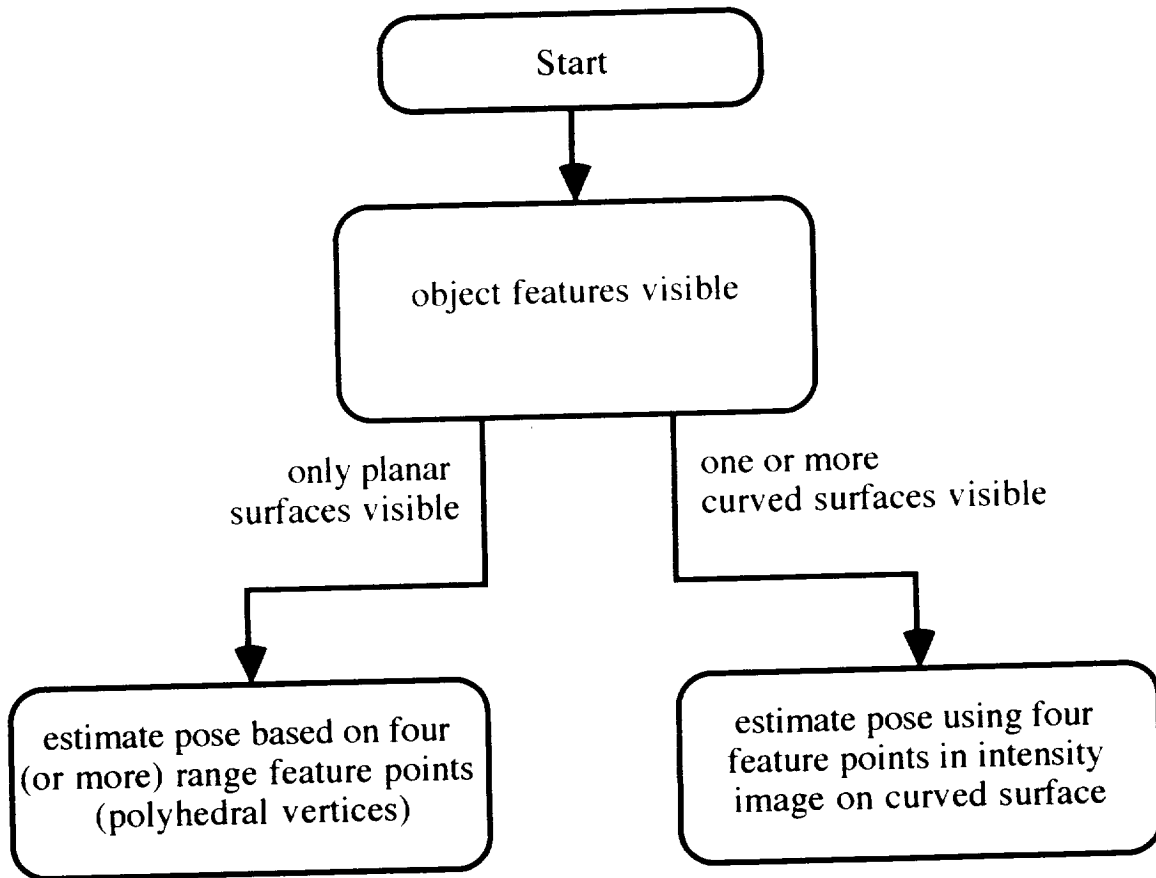 Start
object features visible
only planar
surfaces visible
one or more
curved surfaces visible
estimate pose based on four
(or more) range feature points
(polyhedral vertices)
estimate pose using four
feature points in intensity
image on curved surface